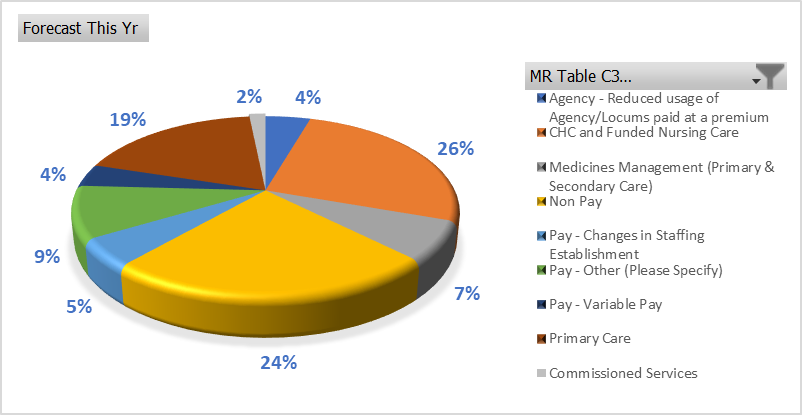 Forecast This Yr
MR Table C3...
2%
4%
19%
26%
4%
9%
5%
7%
24%
Agency - Reduced usage of
Agency/Locums paid at a premium
CHC and Funded Nursing Care
Medicines Management (Primary &
Secondary Care)
Non Pay
Pay - Changes in Staffing
Establishment
Pay - Other (Please Specify)
Pay - Variable Pay
Primary Care
Commissioned Services